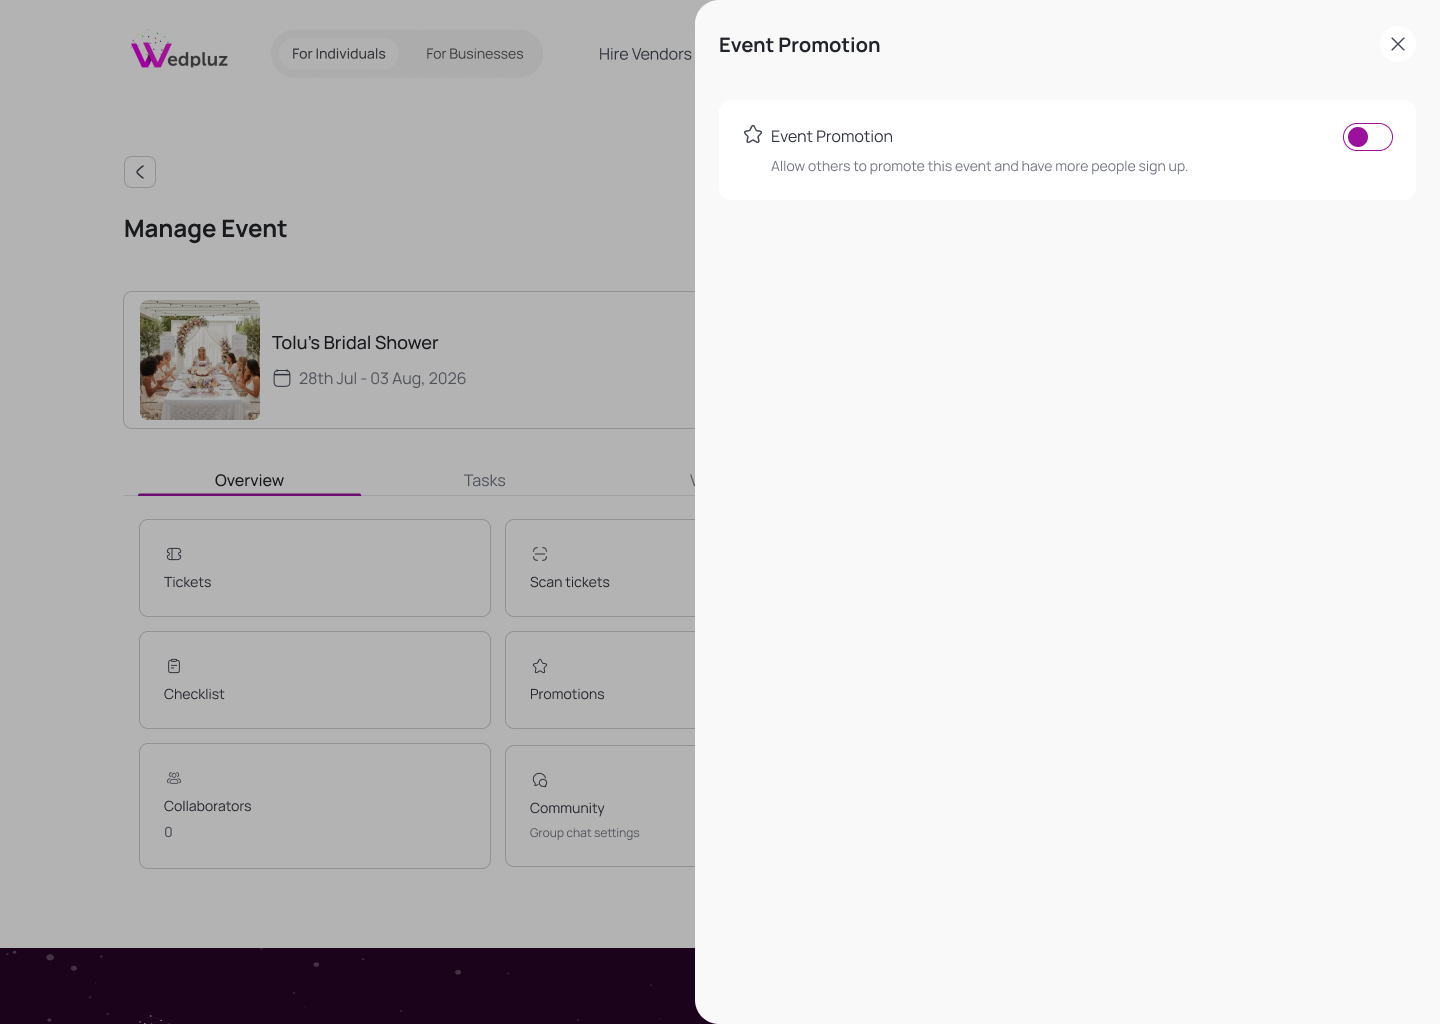 Wedpluz
For Individuals
For Businesses
Hire Vendors
Manage Event
Tolu's Bridal Shower
28th Jul - 03 Aug, 2026
Overview
Tasks
Tickets
Scan tickets
Checklist
Promotions
Collaborators
0
Community
Group chat settings
Event Promotion
Event Promotion
Allow others to promote this event and have more people sign up.